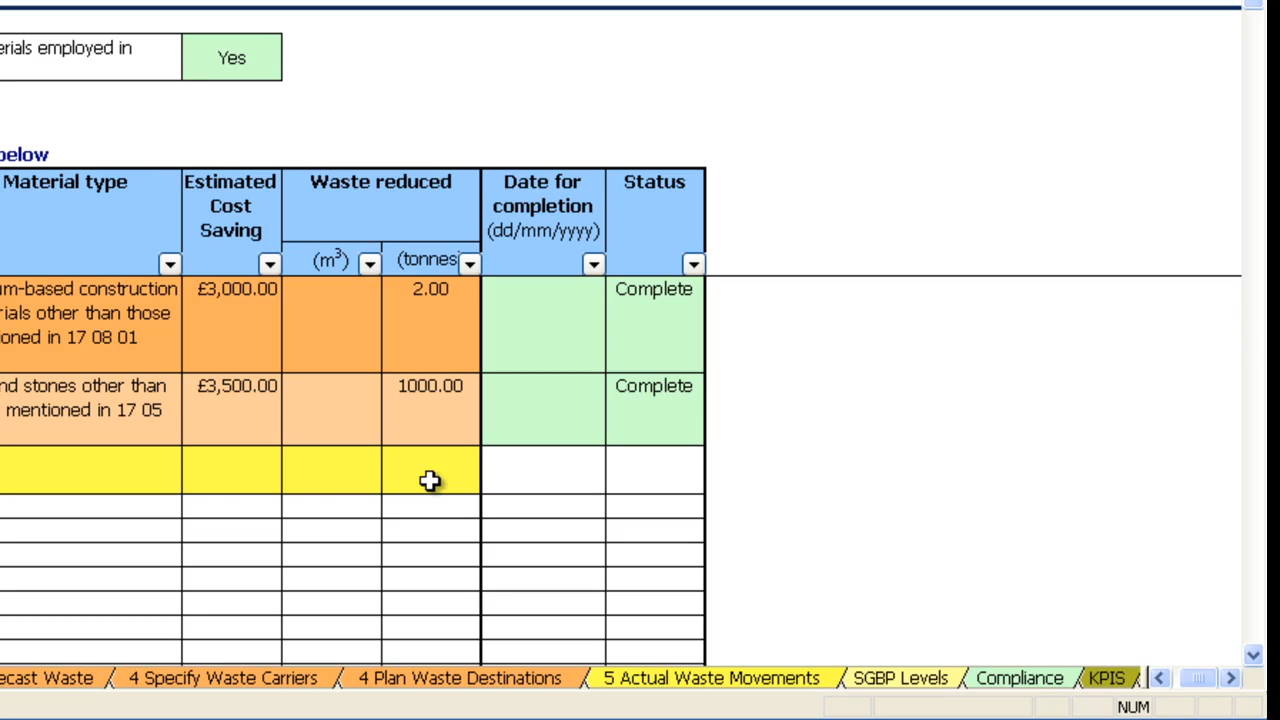 erials employed in
Yes
below
Material type
Estimated
Cost
Saving
Waste reduced
(m³)
(tonnes
Date for
completion
(dd/mm/yyyy)
Status
um-based construction
rials other than those
oned in 17 08 01
£3,000.00
2.00
Complete
nd stones other than
mentioned in 17 05
£3,500.00
1000.00
Complete
ecast Waste
4 Specify Waste Carriers
4 Plan Waste Destinations
5 Actual Waste Movements
SGBP Levels
Compliance
KPIS
NUM